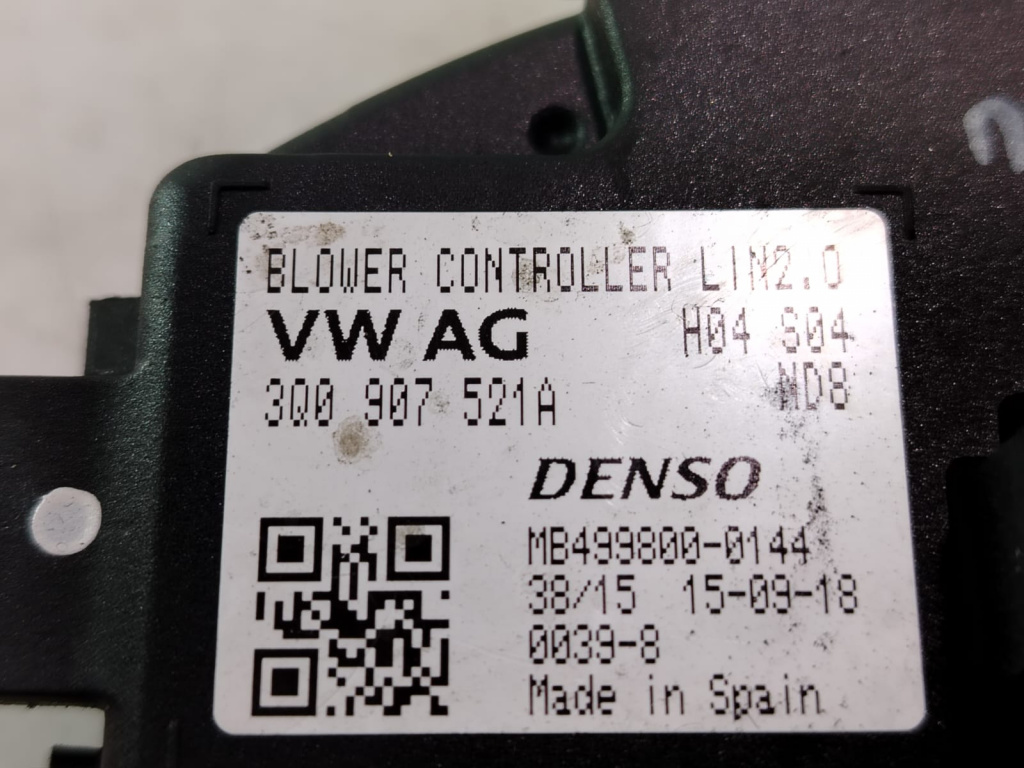 BLOWER CONTROLLER LIN2.0
VW AG H04 S04
3Q0 907 521A ND8
DENSO
MB499800-0144
38/15 15-09-18
0039-8
Made in Spain